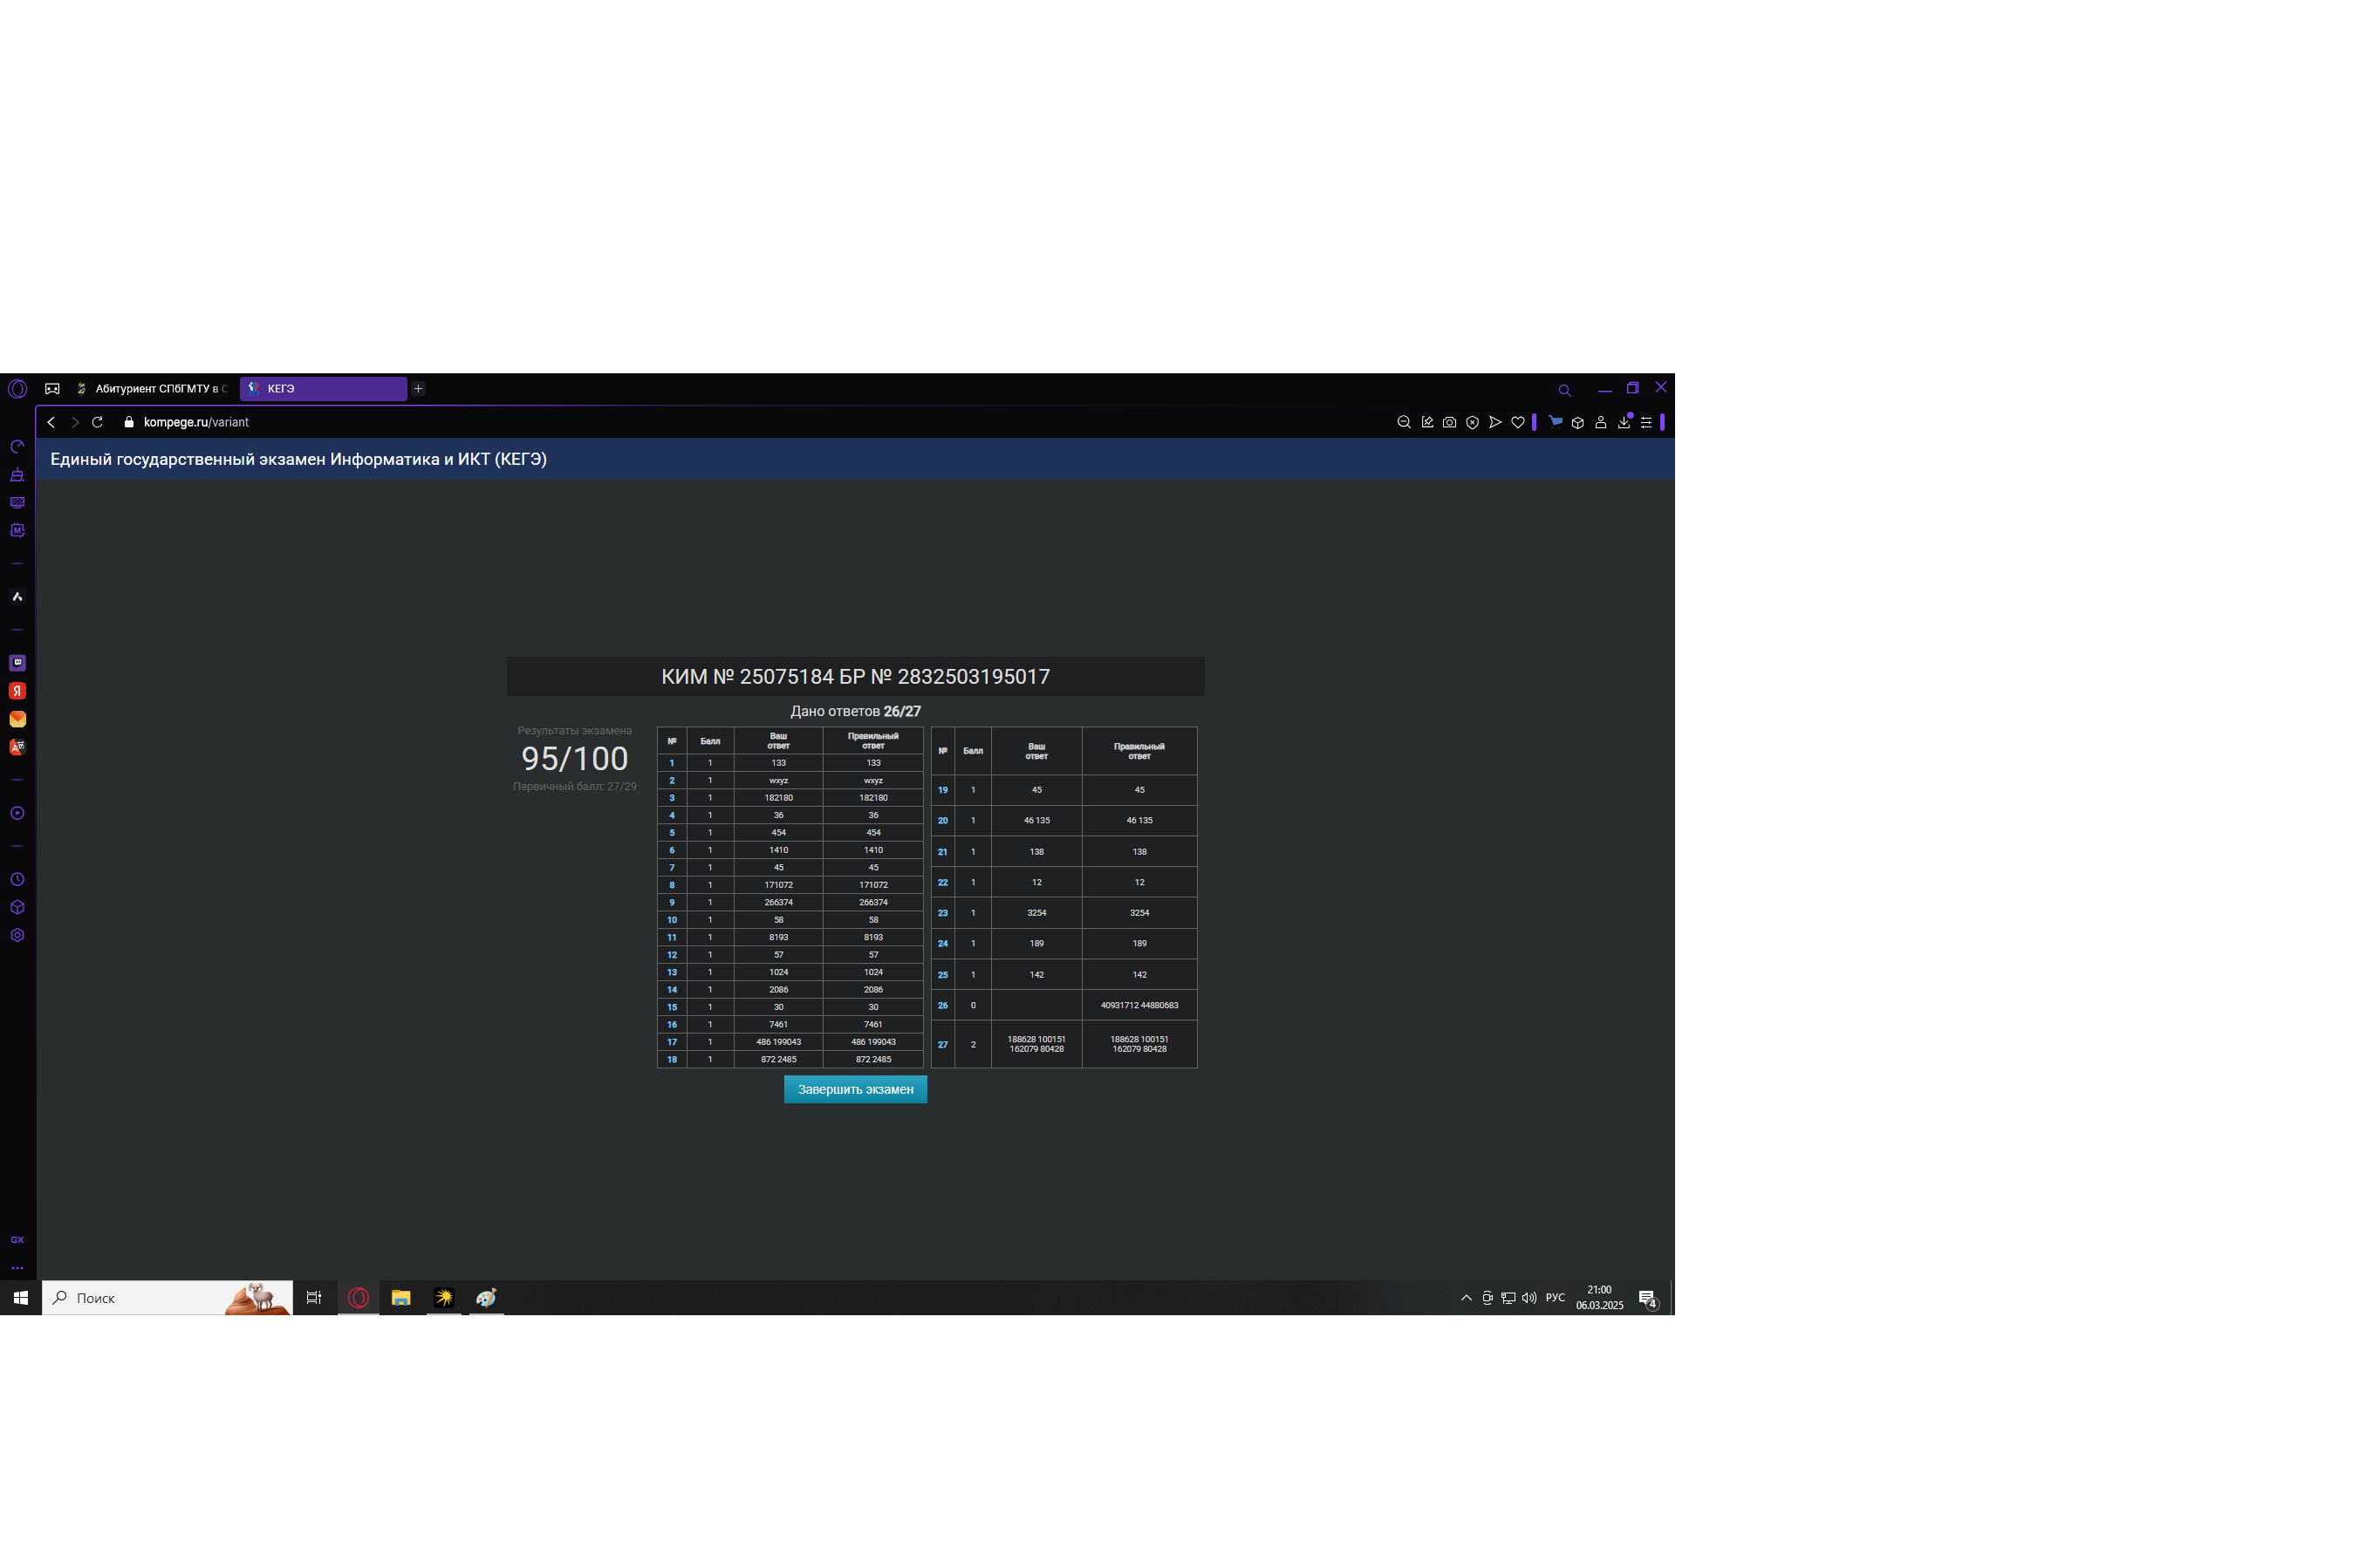 Абитуриент СПбГМТУ в С
КЕГЭ
kompege.ru/variant
Единый государственный экзамен Информатика и ИКТ (КЕГЭ)
КИМ № 25075184 БР № 2832503195017
Дано ответов 26/27
Результаты экзамена
95/100
Первичный балл: 27/29
№ Балл Ваш ответ Правильный ответ
1 1 133 133
2 1 wxyz wxyz
3 1 182180 182180
4 1 36 36
5 1 454 454
6 1 1410 1410
7 1 45 45
8 1 171072 171072
9 1 266374 266374
10 1 58 58
11 1 8193 8193
12 1 57 57
13 1 1024 1024
14 1 2086 2086
15 1 30 30
16 1 7461 7461
17 1 486 199043 486 199043
18 1 872 2485 872 2485
№ Балл Ваш ответ Правильный ответ
19 1 45 45
20 1 46 135 46 135
21 1 138 138
22 1 12 12
23 1 3254 3254
24 1 189 189
25 1 142 142
26 0 40931712 44880683
27 2 188628 100151 188628 100151
162079 80428 162079 80428
Завершить экзамен
GX
Поиск
РУС
21:00
06.03.2025
4